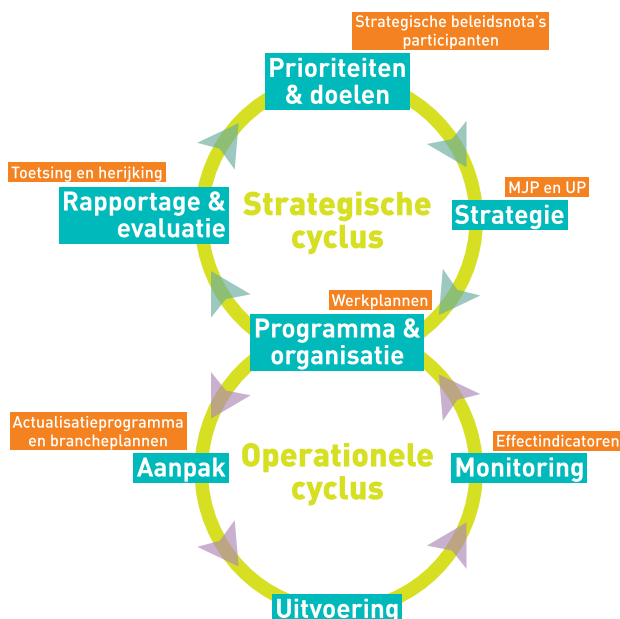 Strategische beleidsnota's
participanten
Prioriteiten
& doelen
Toetsing en herijking
Rapportage &
evaluatie
Strategische
cyclus
MJP en UP
Strategie
Werkplannen
Programma &
organisatie
Actualisatieprogramma
en brancheplannen
Aanpak
Operationele
cyclus
Effectindicatoren
Monitoring
Uitvoering